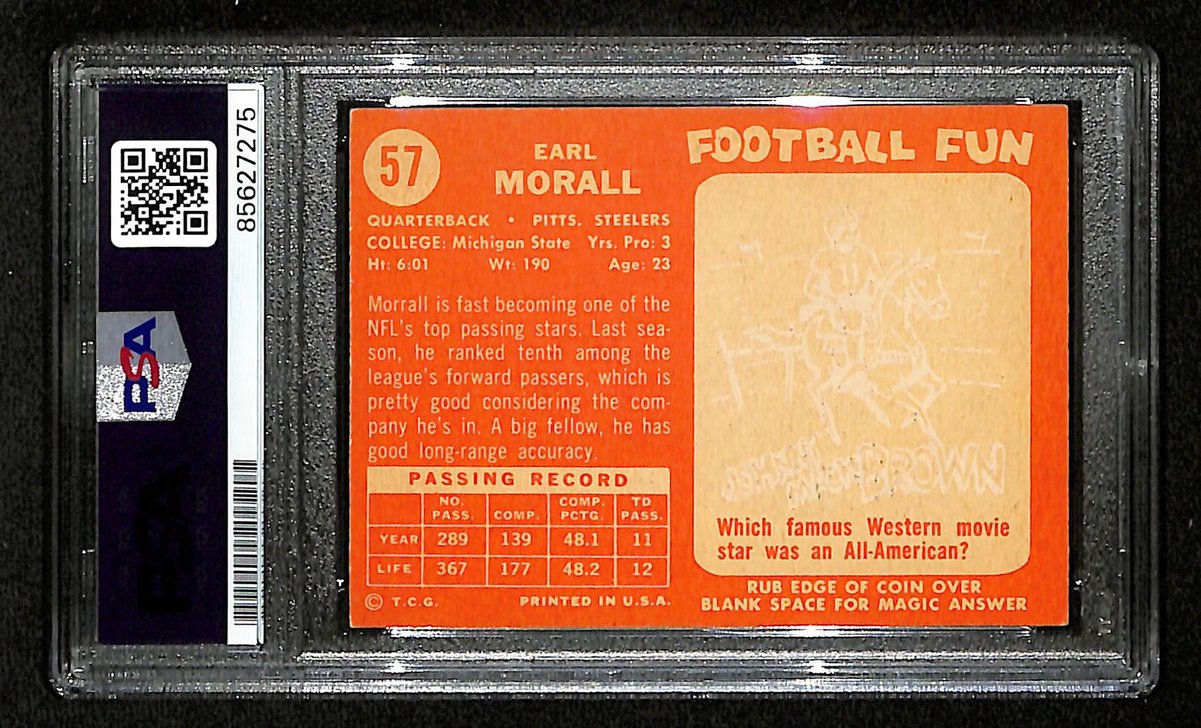 85627275
PSA
57
EARL
MORALL
QUARTERBACK • PITTS. STEELERS
COLLEGE: Michigan State Yrs. Pro: 3
Ht: 6:01 Wt: 190 Age: 23
Morrall is fast becoming one of the
NFL's top passing stars. Last sea-
son, he ranked tenth among the
league's forward passers, which is
pretty good considering the com-
pany he's in. A big fellow, he has
good long-range accuracy.
PASSING RECORD
NO. PASS. COMP. COMP. PCTG. TD PASS.
YEAR 289 139 48.1 11
LIFE 367 177 48.2 12
© T.C.G. PRINTED IN U.S.A.
FOOTBALL FUN
BROWN
Which famous Western movie
star was an All-American?
RUB EDGE OF COIN OVER
BLANK SPACE FOR MAGIC ANSWER